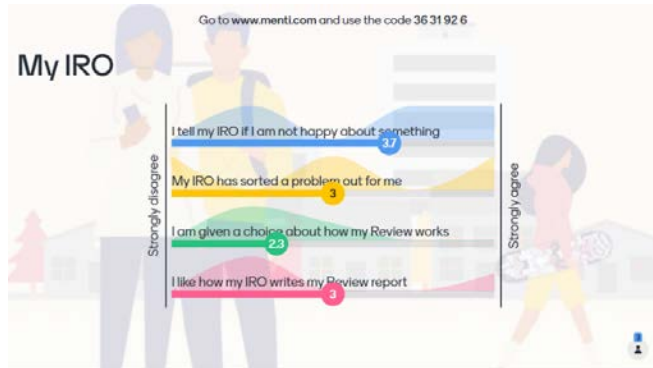 Go to www.menti.com and use the code 36 31 92 6
My IRO
Strongly disagree
I tell my IRO if I am not happy about something
3.7
My IRO has sorted a problem out for me
3
I am given a choice about how my Review works
2.3
I like how my IRO writes my Review report
3
Strongly agree
3